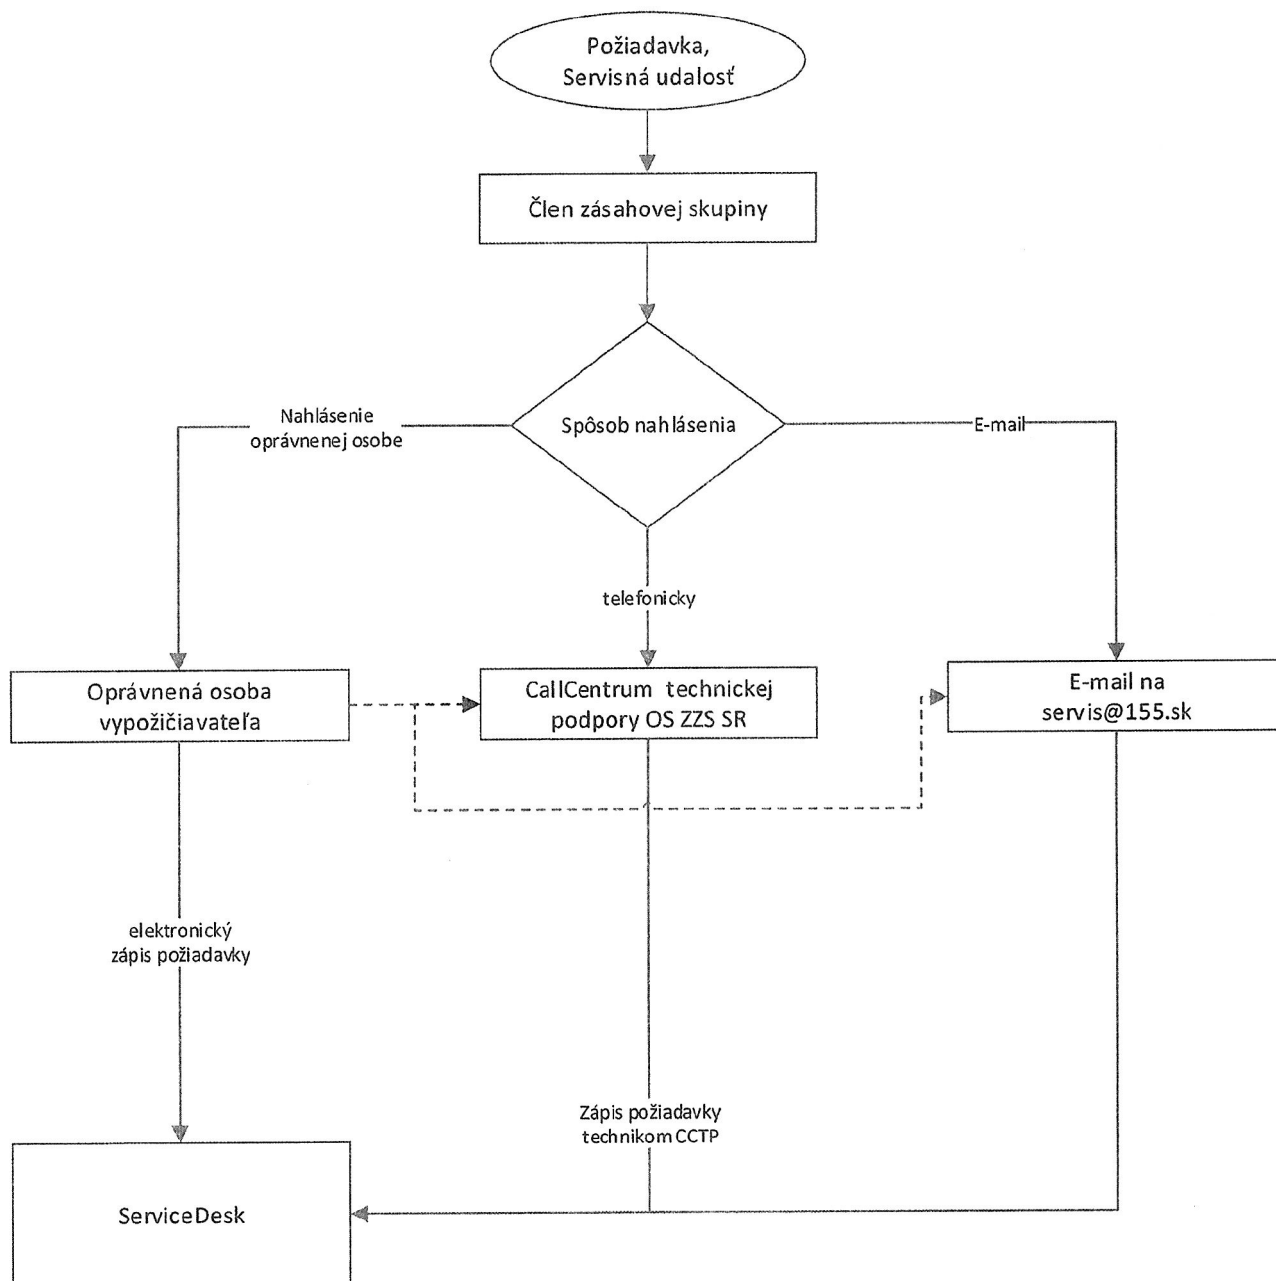 Požiadavka,
Servisná udalosť
Člen zásahovej skupiny
Nahlásenie
oprávnenej osobe
Spôsob nahlásenia
E-mail
telefonicky
Oprávnená osoba
vypožičiavateľa
CallCentrum technickej
podpory OS ZZS SR
E-mail na
servis@155.sk
elektronický
zápis požiadavky
Zápis požiadavky
technikom CCTP
ServiceDesk